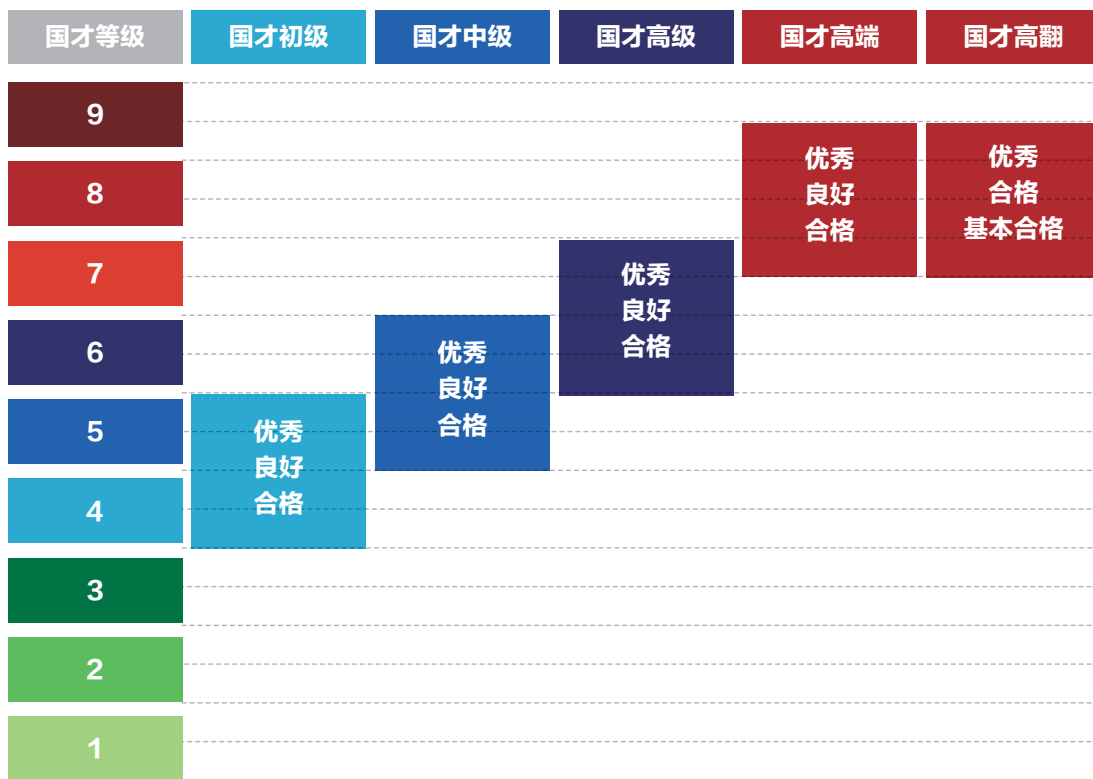 国才等级
国才初级
国才中级
国才高级
国才高端
国才高翻
9
8
7
6
5
4
3
2
1
优秀
良好
合格
优秀
良好
合格
优秀
良好
合格
优秀
良好
合格
优秀
合格
基本合格